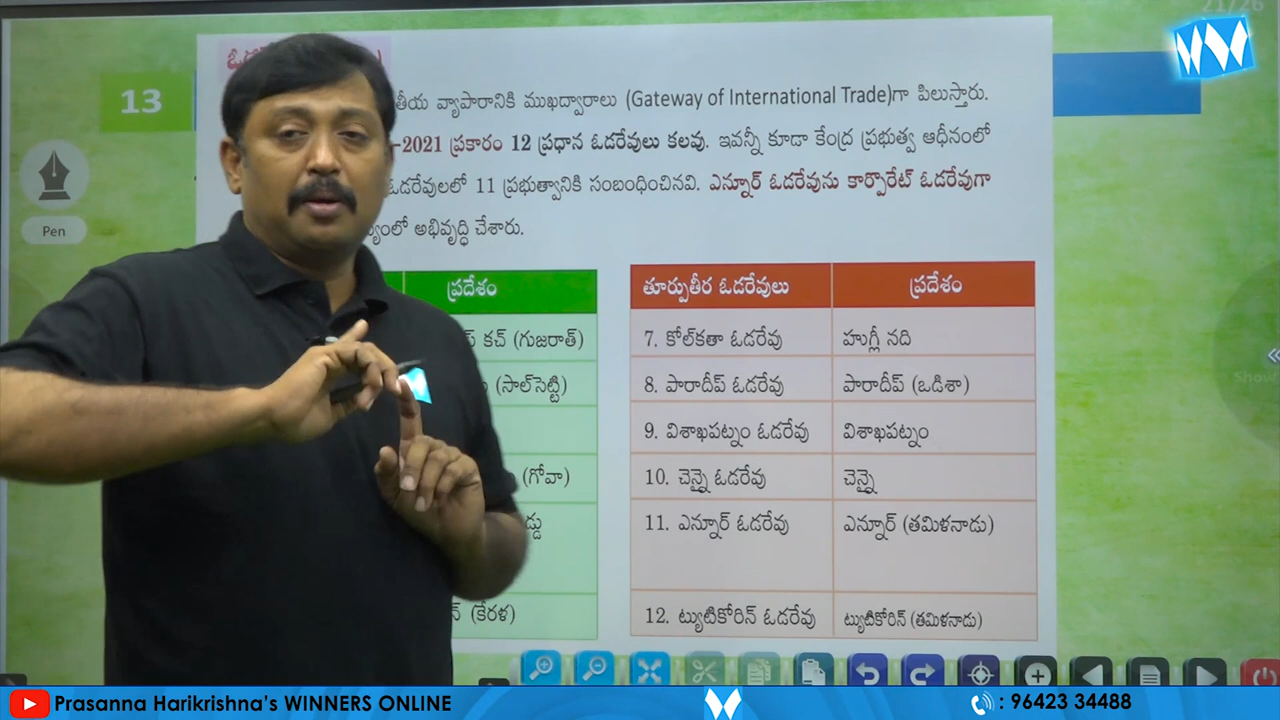 21/26
13
తీయ వ్యాపారానికి ముఖద్వారాలు (Gateway of International Trade)గా పిలుస్తారు.
-2021 ప్రకారం 12 ప్రధాన ఓడరేవులు కలవు. ఇవన్నీ కూడా కేంద్ర ప్రభుత్వ ఆధీనంలో
ఓడరేవులలో 11 ప్రభుత్వానికి సంబంధించినవి. ఎన్నూర్ ఓడరేవును కార్పొరేట్ ఓడరేవుగా
Pen
లో అభివృద్ధి చేశారు.
ప్రదేశం
తూర్పుతీర ఓడరేవులు ప్రదేశం
కచ్ (గుజరాత్)
7. కోల్‌కతా ఓడరేవు హుగ్లీ నది
(సాల్‌సెట్టి)
8. పారాదీప్ ఓడరేవు పారాదీప్ (ఒడిశా)
9. విశాఖపట్నం ఓడరేవు విశాఖపట్నం
(గోవా)
10. చెన్నై ఓడరేవు చెన్నై
11. ఎన్నూర్ ఓడరేవు ఎన్నూర్ (తమిళనాడు)
(కేరళ)
12. ట్యుటికోరిన్ ఓడరేవు ట్యుటికోరిన్ (తమిళనాడు)
Prasanna Harikrishna's WINNERS ONLINE
: 96423 34488